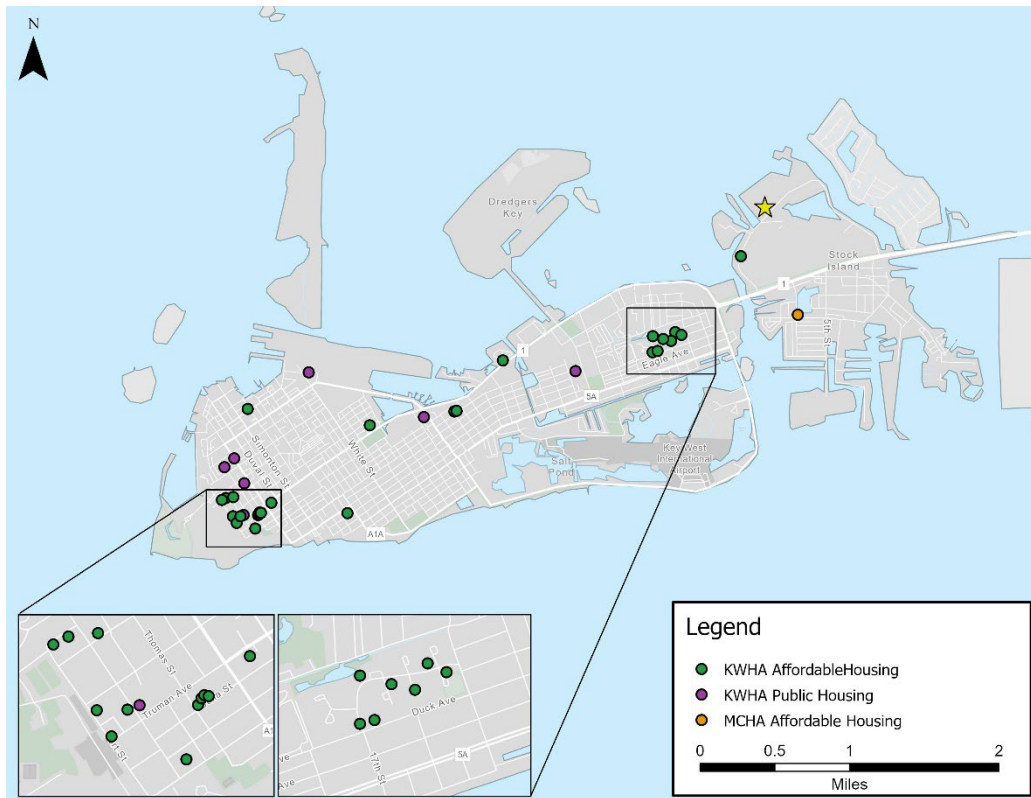 N
Dredgers
Key
Stock
Island
1
5th St
Eagle Ave
1
5A
Key West
International
Airport
Salt
Pond
White St
Simonton St
Duval St
A1A
Thomas St
Truman Ave
Duck Ave
17th St
5A
Legend
KWHA AffordableHousing
KWHA Public Housing
MCHA Affordable Housing
0 0.5 1 2
Miles